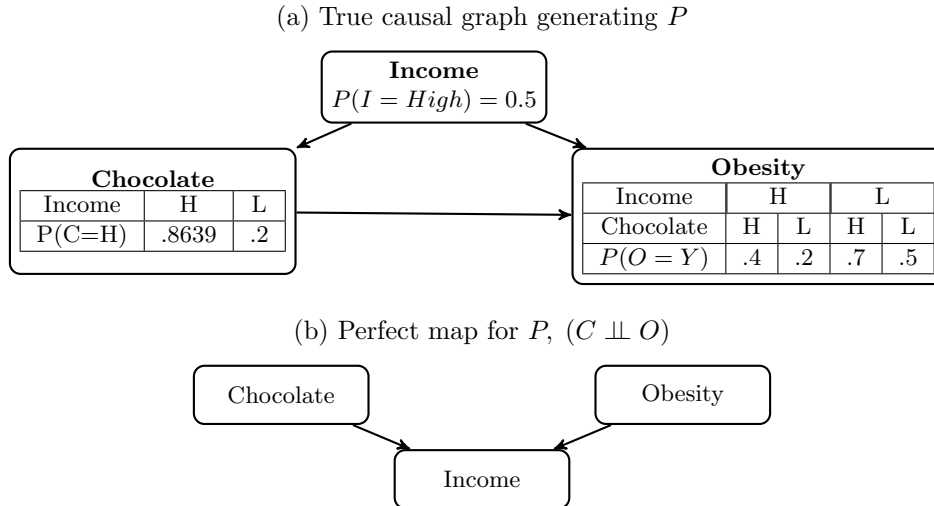 (a) True causal graph generating P
Income
P(I = High) = 0.5
Chocolate
Income H L
P(C=H) .8639 .2
Obesity
Income H L
Chocolate H L H L
P(O = Y) .4 .2 .7 .5
(b) Perfect map for P, (C ⫫ O)
Chocolate
Obesity
Income